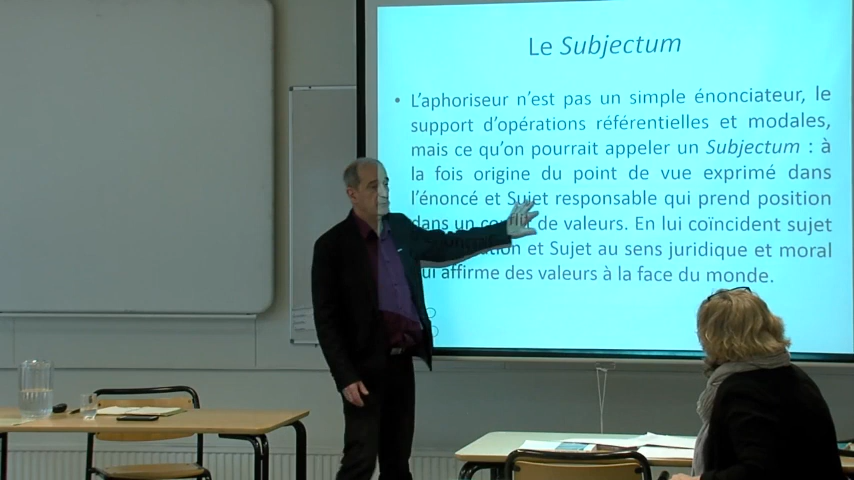 Le Subjectum
• L'aphoriseur n'est pas un simple énonciateur, le
support d'opérations référentielles et modales,
mais ce qu'on pourrait appeler un Subjectum : à
la fois origine du point de vue exprimé dans
l'énoncé et Sujet responsable qui prend position
dans un conflit de valeurs. En lui coïncident sujet
et Sujet au sens juridique et moral
qui affirme des valeurs à la face du monde.